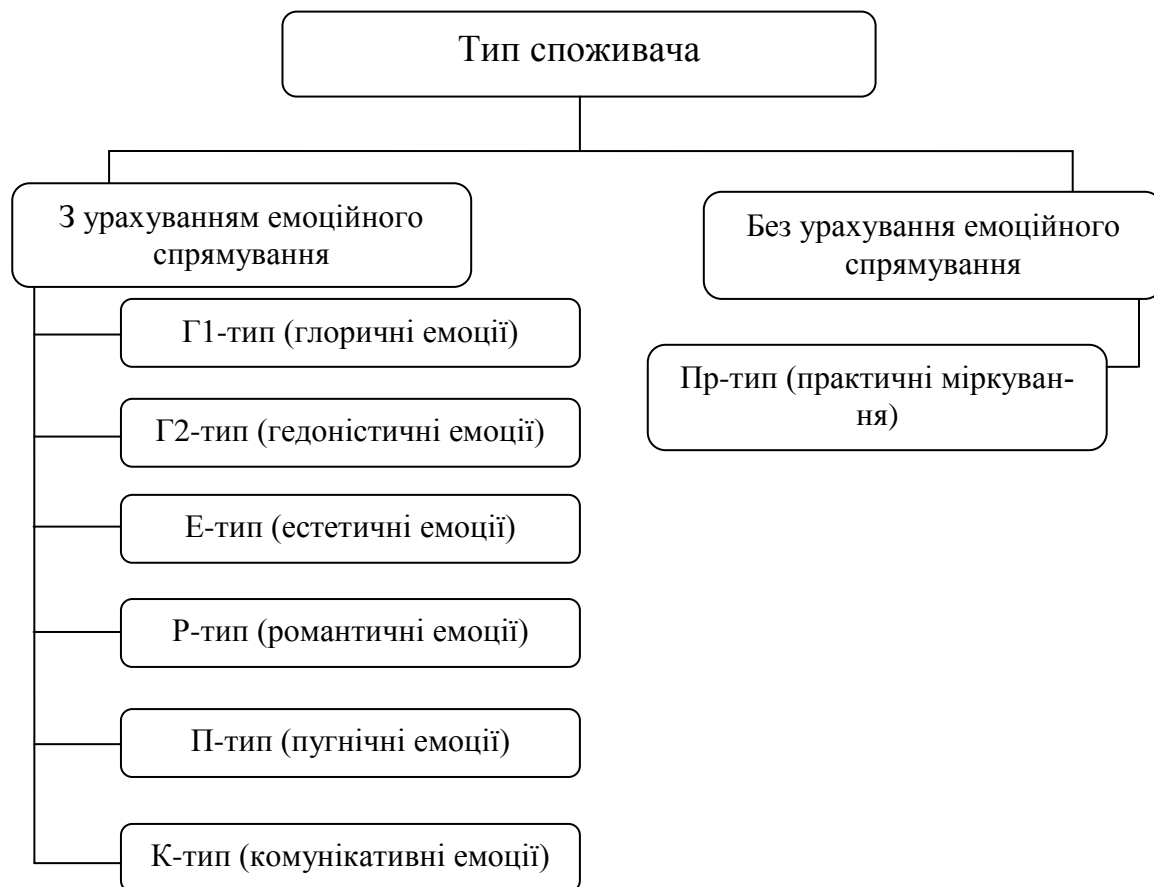 Тип споживача
З урахуванням емоційного
спрямування
Г1-тип (глоричні емоції)
Г2-тип (гедоністичні емоції)
Е-тип (естетичні емоції)
Р-тип (романтичні емоції)
П-тип (пугнічні емоції)
К-тип (комунікативні емоції)
Без урахування емоційного
спрямування
Пр-тип (практичні міркуван-
ня)